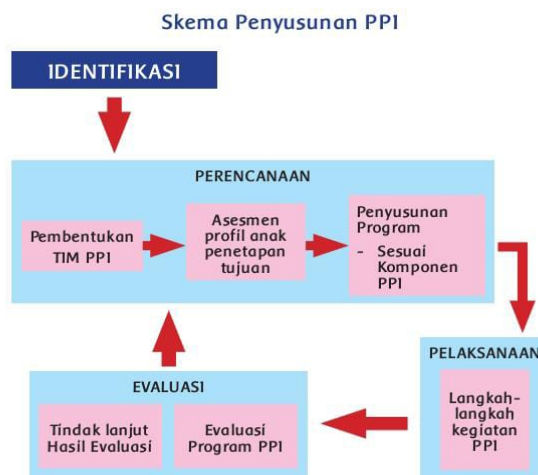 Skema Penyusunan PPI
IDENTIFIKASI
PERENCANAAN
Pembentukan
TIM PPI
Asesmen
profil anak
penetapan
tujuan
Penyusunan
Program
- Sesuai
Komponen
PPI
PELAKSANAAN
Langkah-
langkah
kegiatan
PPI
EVALUASI
Tindak lanjut
Hasil Evaluasi
Evaluasi
Program PPI